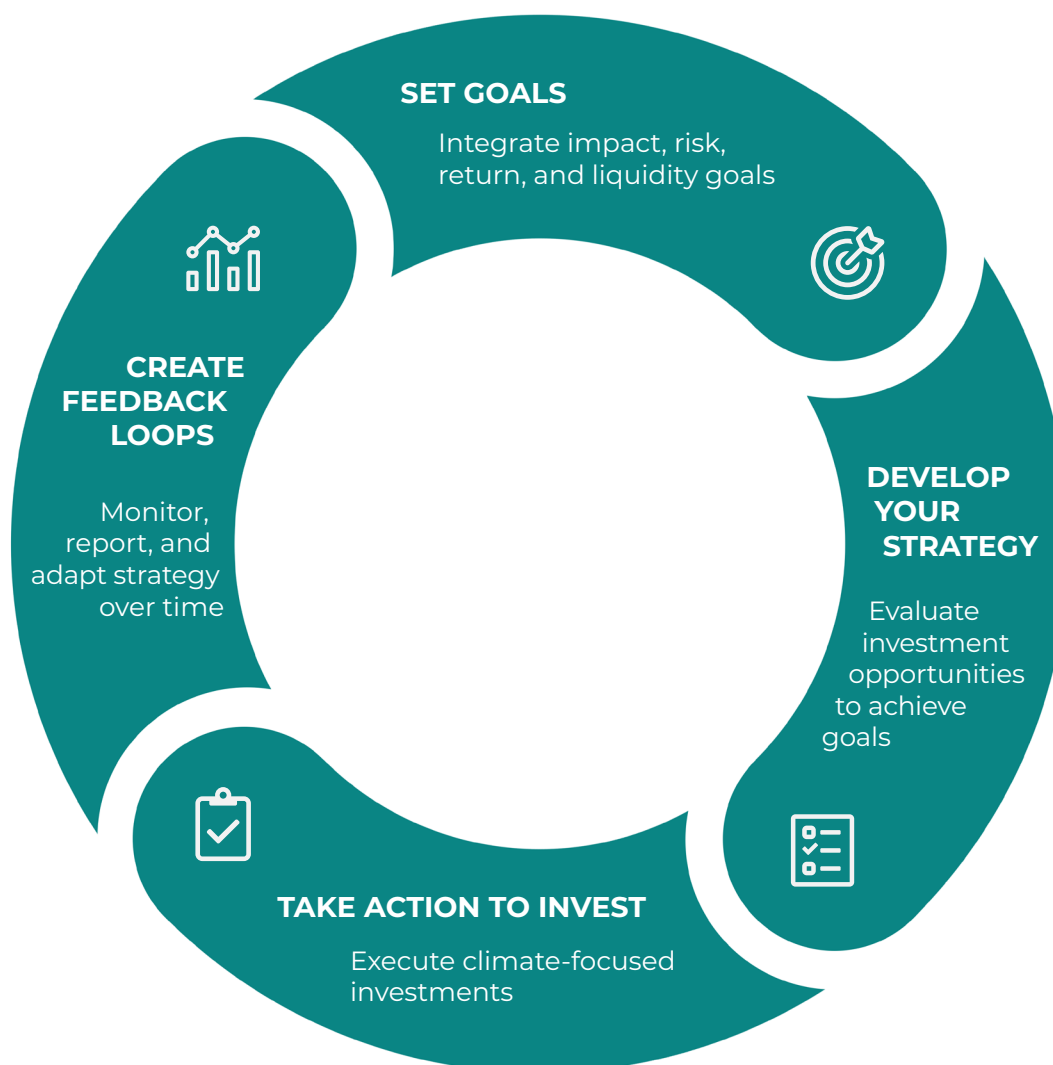 SET GOALS
Integrate impact, risk,
return, and liquidity goals
DEVELOP
YOUR
STRATEGY
Evaluate
investment
opportunities
to achieve
goals
TAKE ACTION TO INVEST
Execute climate-focused
investments
CREATE
FEEDBACK
LOOPS
Monitor,
report, and
adapt strategy
over time